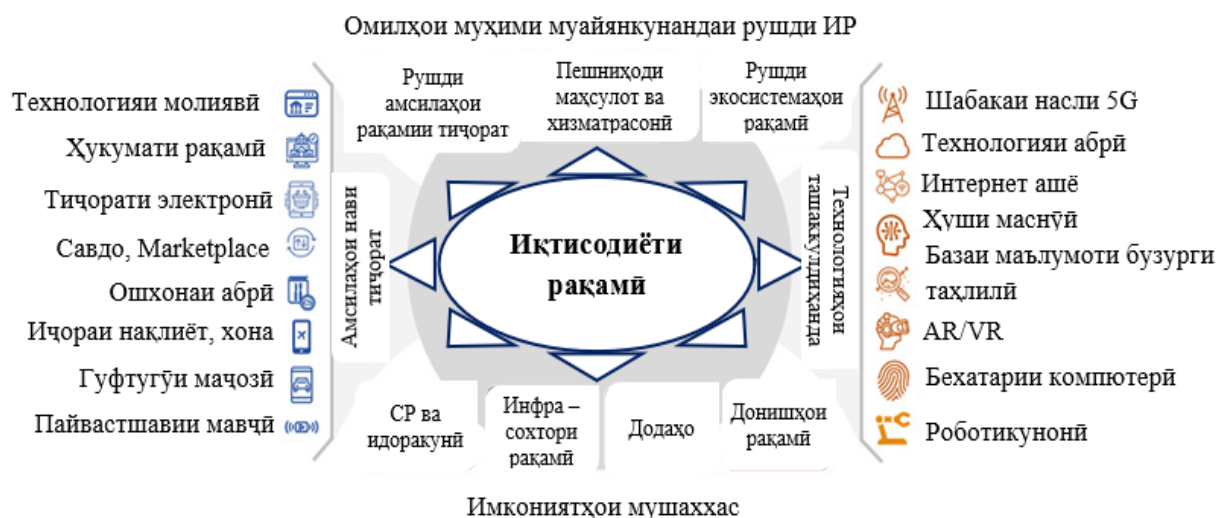 Омилҳои муҳими муайянкунандаи рушди ИР
Рушди
амсилаҳои
рақамии тиҷорат
Пешниҳоди
маҳсулот ва
хизматрасонӣ
Рушди
экосистемаҳои
рақамӣ
Технологияи молиявӣ
Ҳукумати рақамӣ
Тиҷорати электронӣ
Савдо, Marketplace
Ошхонаи абрӣ
Иҷораи нақлиёт, хона
Гуфтугӯи маҷозӣ
Пайвастшавии мавҷӣ
Амсилаҳои нави
тиҷорат
Иқтисодиёти
рақамӣ
Технологияҳои
ташаккулдиҳанда
Шабакаи насли 5G
Технологияи абрӣ
Интернет ашё
Ҳуши маснӯӣ
Базаи маълумоти бузурги
таҳлилӣ
AR/VR
Бехатарии компютерӣ
Роботикунонӣ
СР ва
идоракунӣ
Инфра –
сохтори
рақамӣ
Додаҳо
Донишҳои
рақамӣ
Имкониятҳои мушаххас